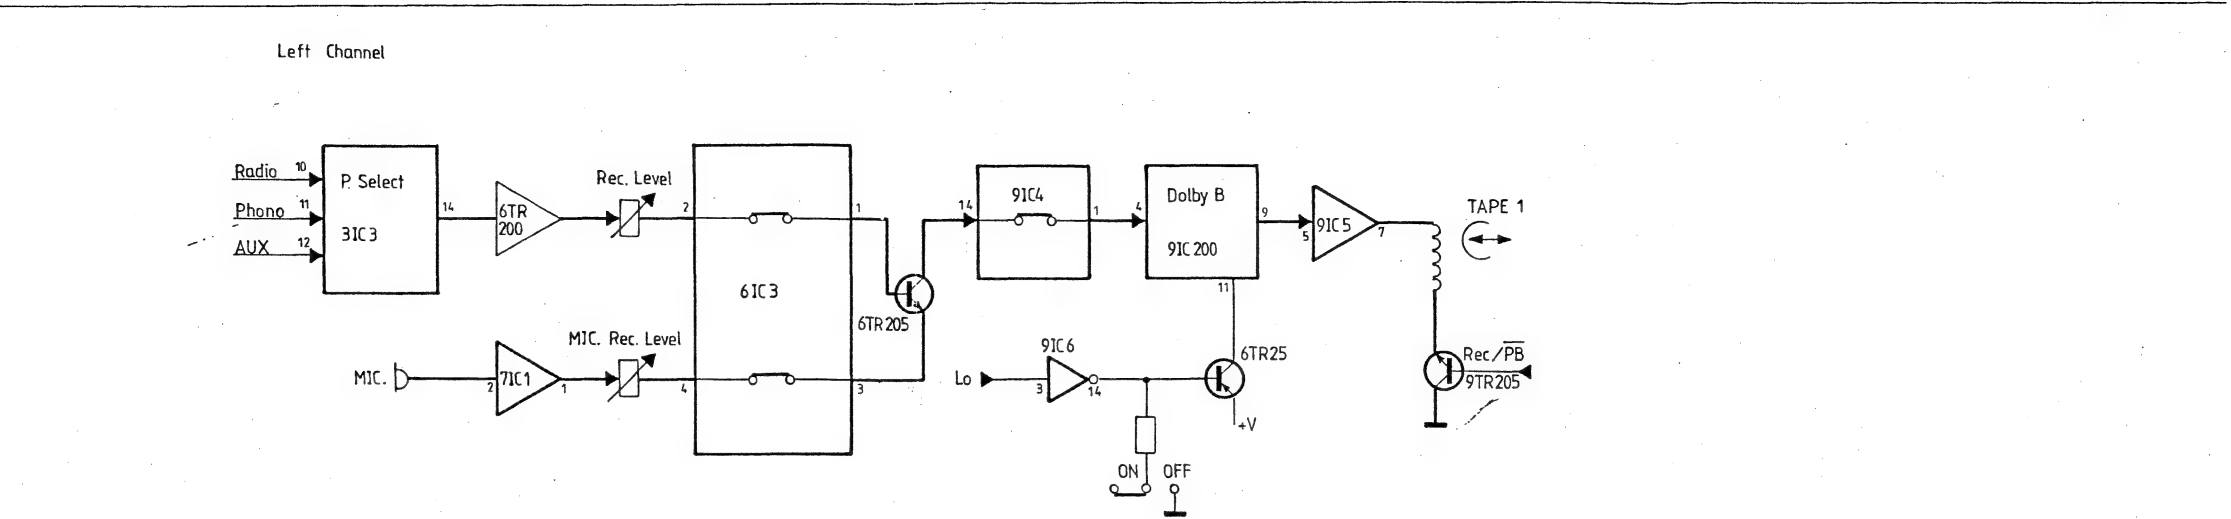 Left Channel
Radio 10
Phono 11
AUX 12
P. Select
3IC3
14
6TR
200
Rec. Level
2
1
6IC3
MIC.
2
7IC1
1
MIC. Rec. Level
4
3
6TR205
14
9IC4
1
4
Dolby B
9IC200
9
11
5
9IC5
7
TAPE 1
Lo
9IC6
3
14
6TR25
+V
ON OFF
Rec/PB
9TR205